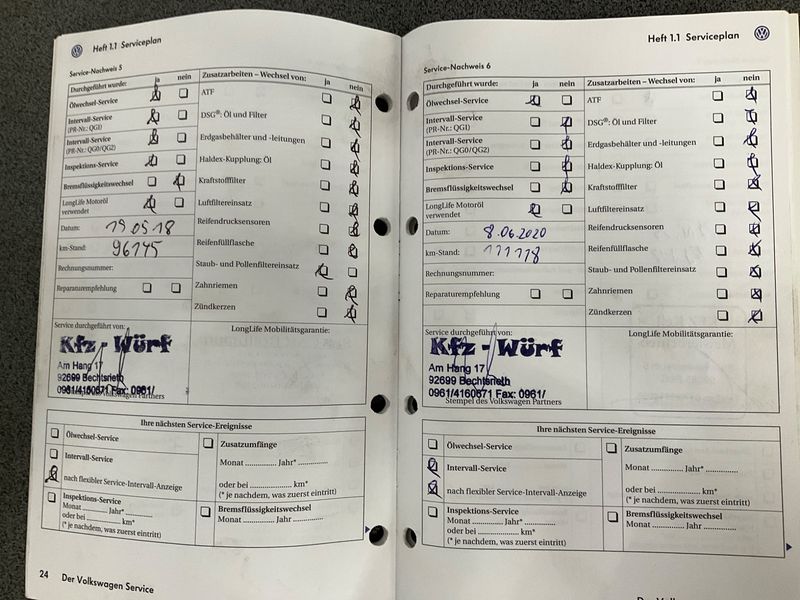 Heft 1.1 Serviceplan
Service-Nachweis 5
Durchgeführt wurde: ja nein
Ölwechsel-Service
Intervall-Service
(PR-Nr.: QGI)
Intervall-Service
(PR-Nr.: QG0/QG2)
Inspektions-Service
Bremsflüssigkeitswechsel
LongLife Motoröl
verwendet
Datum: 19 05 18
km-Stand: 96145
Rechnungsnummer:
Reparaturempfehlung
Zusatzarbeiten – Wechsel von: ja nein
ATF
DSG®: Öl und Filter
Erdgasbehälter und -leitungen
Haldex-Kupplung: Öl
Kraftstofffilter
Luftfiltereinsatz
Reifendrucksensoren
Reifenfüllflasche
Staub- und Pollenfiltereinsatz
Zahnriemen
Zündkerzen
Service durchgeführt von:
Kfz - Würf
Am Hang 17
92699 Bechtsrieth
0961/4160671 Fax: 0961/
Stempel des Volkswagen Partners
LongLife Mobilitätsgarantie:
Ihre nächsten Service-Ereignisse
Ölwechsel-Service
Intervall-Service
nach flexibler Service-Intervall-Anzeige
Inspektions-Service
Monat .............. Jahr* ..............
oder bei .............. km*
(* je nachdem, was zuerst eintritt)
Zusatzumfänge
Monat .............. Jahr* ..............
oder bei .............. km*
(* je nachdem, was zuerst eintritt)
Bremsflüssigkeitswechsel
Monat .............. Jahr ..............
24 Der Volkswagen Service
Heft 1.1 Serviceplan
Service-Nachweis 6
Durchgeführt wurde: ja nein
Ölwechsel-Service
Intervall-Service
(PR-Nr.: QGI)
Intervall-Service
(PR-Nr.: QG0/QG2)
Inspektions-Service
Bremsflüssigkeitswechsel
LongLife Motoröl
verwendet
Datum: 8.06.2020
km-Stand: 111118
Rechnungsnummer:
Reparaturempfehlung
Zusatzarbeiten – Wechsel von: ja nein
ATF
DSG®: Öl und Filter
Erdgasbehälter und -leitungen
Haldex-Kupplung: Öl
Kraftstofffilter
Luftfiltereinsatz
Reifendrucksensoren
Reifenfüllflasche
Staub- und Pollenfiltereinsatz
Zahnriemen
Zündkerzen
Service durchgeführt von:
Kfz - Würf
Am Hang 17
92699 Bechtsrieth
0961/4160671 Fax: 0961/
Stempel des Volkswagen Partners
LongLife Mobilitätsgarantie:
Ihre nächsten Service-Ereignisse
Ölwechsel-Service
Intervall-Service
nach flexibler Service-Intervall-Anzeige
Inspektions-Service
Monat .............. Jahr* ..............
oder bei .............. km*
(* je nachdem, was zuerst eintritt)
Zusatzumfänge
Monat .............. Jahr* ..............
oder bei .............. km*
(* je nachdem, was zuerst eintritt)
Bremsflüssigkeitswechsel
Monat .............. Jahr ..............